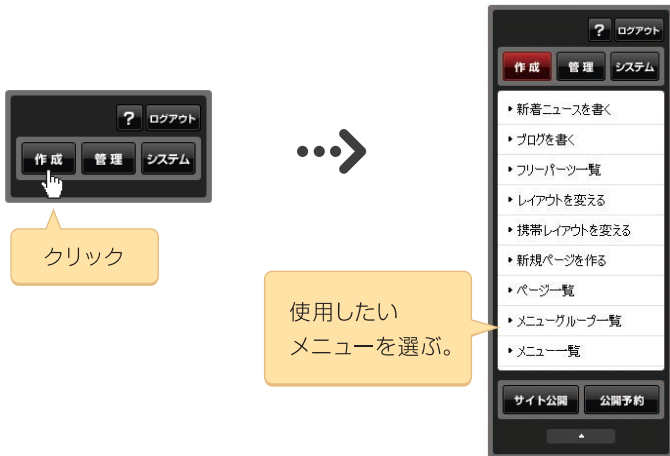 ? ログアウト
作成 管理 システム
クリック
? ログアウト
作成 管理 システム
新着ニュースを書く
ブログを書く
フリーパーツ一覧
レイアウトを変える
携帯レイアウトを変える
新規ページを作る
ページ一覧
メニューグループ一覧
メニュー一覧
サイト公開 公開予約
使用したい
メニューを選ぶ。